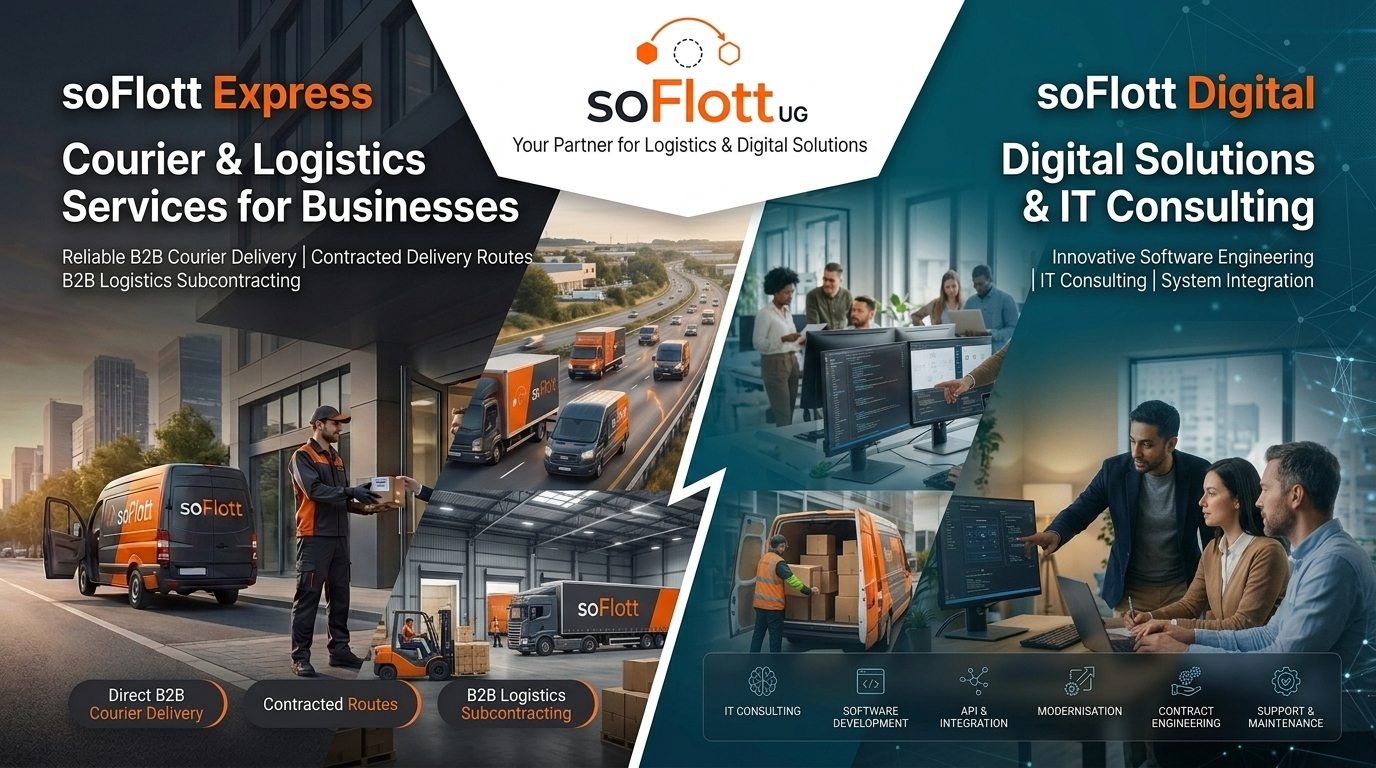 soFlott UG
Your Partner for Logistics & Digital Solutions
soFlott Express
Courier & Logistics
Services for Businesses
Reliable B2B Courier Delivery | Contracted Delivery Routes
B2B Logistics Subcontracting
soFlott Digital
Digital Solutions
& IT Consulting
Innovative Software Engineering
| IT Consulting | System Integration
soFlott
soFlott
soFlott
Direct B2B
Courier Delivery
Contracted Routes
B2B Logistics
Subcontracting
IT CONSULTING
SOFTWARE
DEVELOPMENT
API &
INTEGRATION
MODERNISATION
CONTRACT
ENGINEERING
SUPPORT &
MAINTENANCE